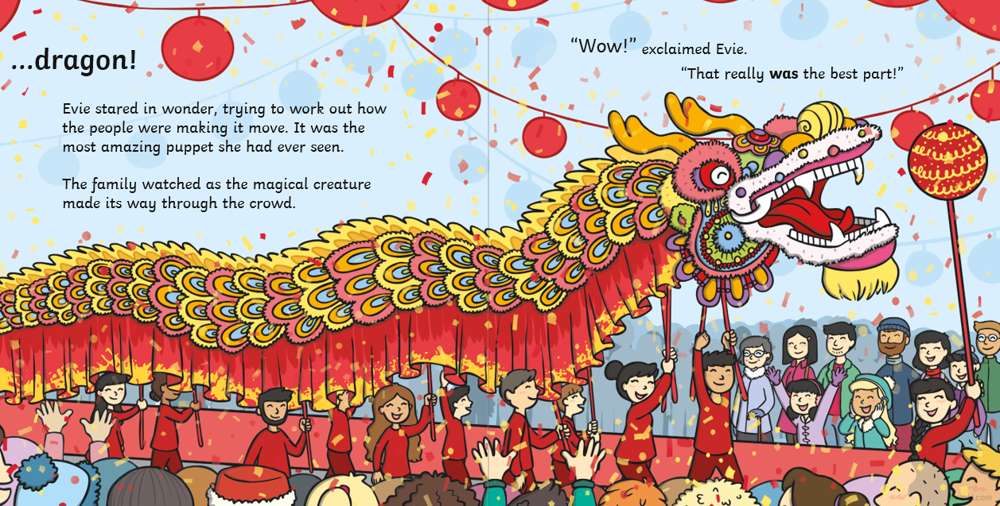 ...dragon!
Evie stared in wonder, trying to work out how
the people were making it move. It was the
most amazing puppet she had ever seen.
The family watched as the magical creature
made its way through the crowd.
“Wow!” exclaimed Evie.
“That really was the best part!”